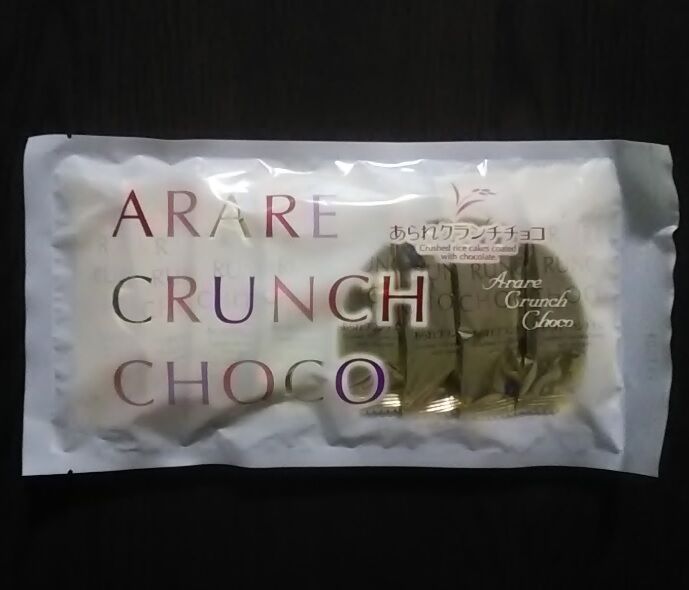 ARARE
CRUNCH
CHOCO
あられクランチチョコ
Crushed rice cakes coated
with chocolate.
Arare
Crunch
Choco